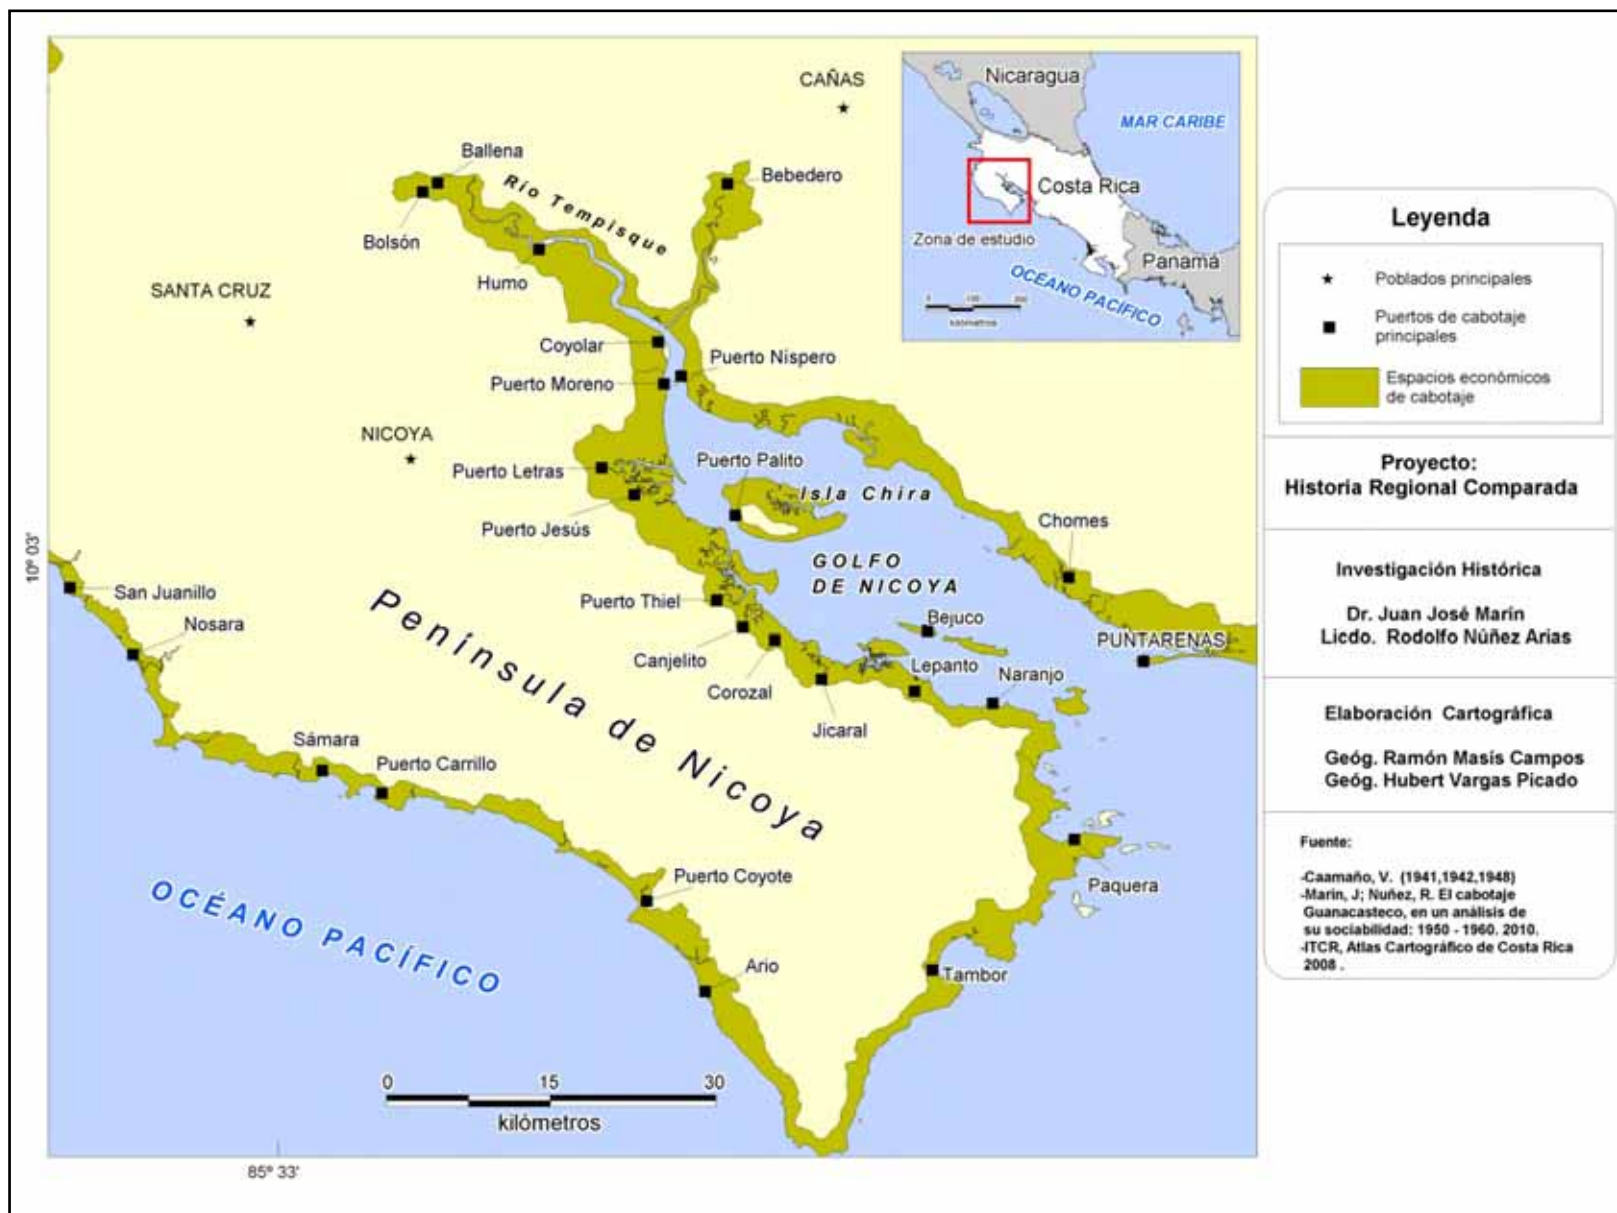 CAÑAS
Ballena
Bebedero
Río Tempisque
Bolsón
Humo
SANTA CRUZ
Coyolar
Puerto Níspero
Puerto Moreno
NICOYA
Puerto Letras
Puerto Palito
Isla Chira
Puerto Jesús
Chomes
10º 03'
GOLFO
DE NICOYA
San Juanillo
Puerto Thiel
Bejuco
Nosara
PUNTARENAS
Canjelito
Lepanto
Naranjo
Corozal
Península de Nicoya
Jicaral
Sámara
Puerto Carrillo
Puerto Coyote
Paquera
OCÉANO PACÍFICO
Ario
Tambor
0 15 30
kilómetros
85º 33'
Nicaragua
MAR CARIBE
Costa Rica
Zona de estudio
Panamá
OCÉANO PACÍFICO
kilómetros
Leyenda
Poblados principales
Puertos de cabotaje
principales
Espacios económicos
de cabotaje
Proyecto:
Historia Regional Comparada
Investigación Histórica
Dr. Juan José Marín
Licdo. Rodolfo Núñez Arias
Elaboración Cartográfica
Geóg. Ramón Masís Campos
Geóg. Hubert Vargas Picado
Fuente:
-Caamaño, V. (1941,1942,1948)
-Marin, J; Nuñez, R. El cabotaje
Guanacasteco, en un análisis de
su sociabilidad: 1950 - 1960. 2010.
-ITCR, Atlas Cartográfico de Costa Rica
2008 .